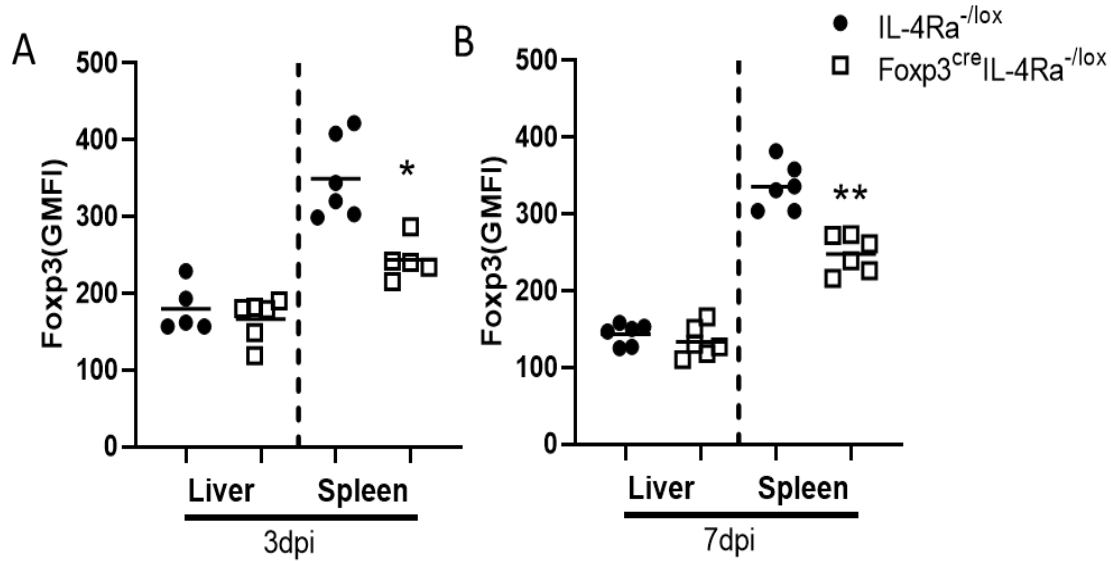 A
Foxp3(GMFI)
500
400
300
200
100
0
*
Liver Spleen
3dpi
B
Foxp3(GMFI)
500
400
300
200
100
0
**
Liver Spleen
7dpi
IL-4Ra⁻/ˡᵒˣ
Foxp3ᶜʳᵉIL-4Ra⁻/ˡᵒˣ